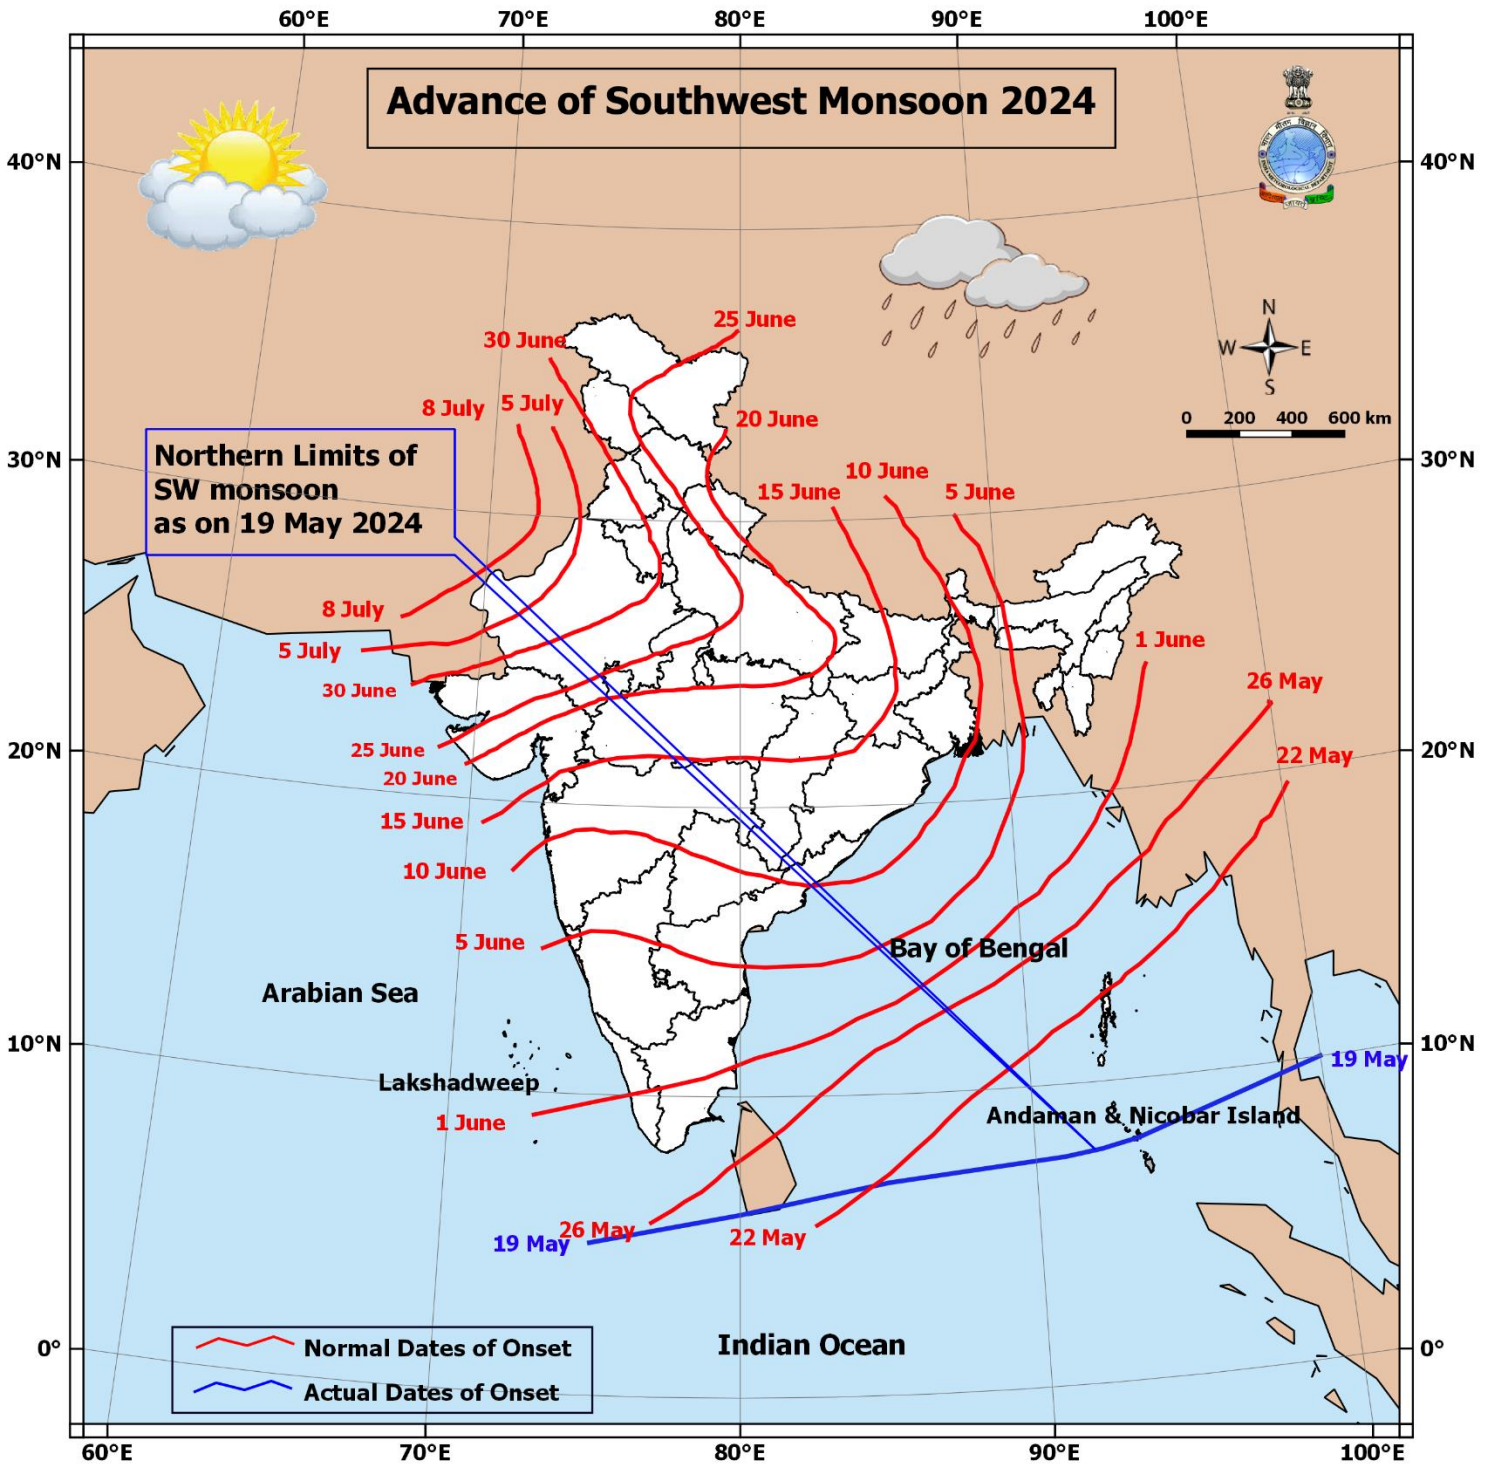 60°E 70°E 80°E 90°E 100°E
Advance of Southwest Monsoon 2024
40°N 40°N
N
W E
S
0 200 400 600 km
25 June
30 June
8 July 5 July
20 June
Northern Limits of
SW monsoon
as on 19 May 2024
30°N 30°N
10 June
15 June 5 June
8 July
5 July
1 June
30 June
26 May
25 June
20°N 20°N
22 May
20 June
15 June
10 June
5 June
Bay of Bengal
Arabian Sea
10°N 10°N
19 May
Lakshadweep
Andaman & Nicobar Island
1 June
26 May
22 May
19 May
Indian Ocean
0° 0°
Normal Dates of Onset
Actual Dates of Onset
60°E 70°E 80°E 90°E 100°E